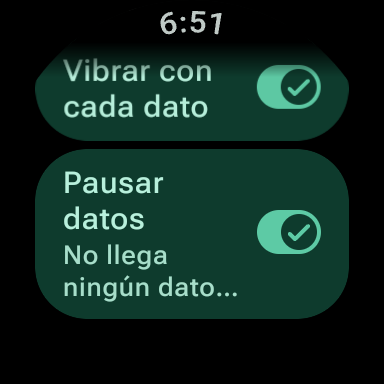 6:51
Vibrar con
cada dato
Pausar
datos
No llega
ningún dato...